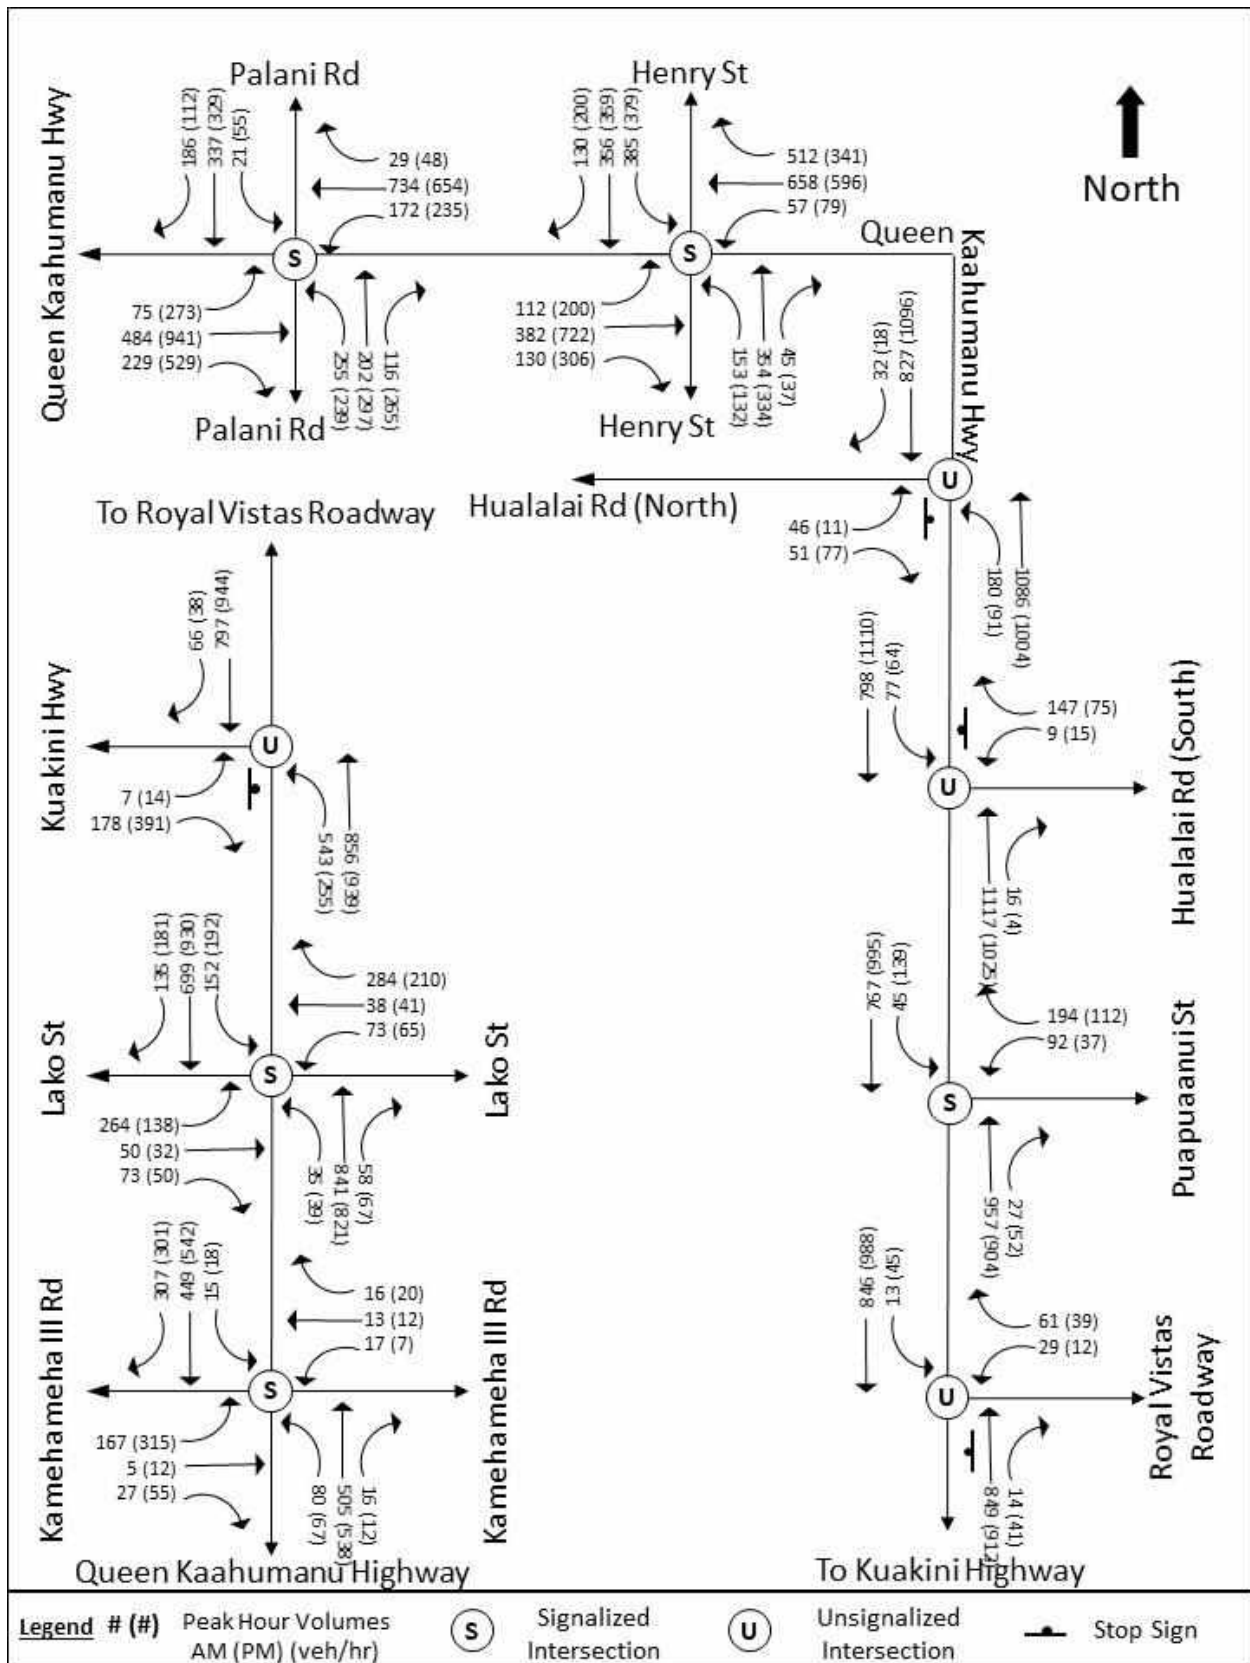 Palani Rd
Queen Kaahumanu Hwy
186 (112)
337 (329)
21 (55)
29 (48)
734 (654)
172 (235)
S
75 (273)
484 (941)
229 (529)
255 (239)
202 (297)
116 (265)
Palani Rd
Henry St
130 (200)
356 (359)
385 (379)
512 (341)
658 (596)
57 (79)
S
112 (200)
382 (722)
130 (306)
153 (132)
354 (334)
45 (37)
Henry St
North
Queen
Kaahumanu Hwy
32 (18)
827 (1096)
U
Hualalai Rd (North)
46 (11)
51 (77)
180 (91)
1086 (1004)
798 (1110)
77 (64)
147 (75)
9 (15)
U
Hualalai Rd (South)
1117 (1025)
16 (4)
767 (995)
45 (139)
194 (112)
92 (37)
S
Puapuaanui St
957 (904)
27 (52)
846 (988)
13 (45)
61 (39)
29 (12)
U
Royal Vistas
Roadway
849 (912)
14 (41)
To Kuakini Highway
To Royal Vistas Roadway
66 (38)
797 (944)
Kuakini Hwy
U
7 (14)
178 (391)
543 (255)
856 (939)
135 (181)
699 (930)
152 (192)
284 (210)
38 (41)
73 (65)
Lako St
S
Lako St
264 (138)
50 (32)
73 (50)
35 (39)
841 (821)
58 (67)
307 (301)
449 (542)
15 (18)
16 (20)
13 (12)
17 (7)
Kamehameha III Rd
S
Kamehameha III Rd
167 (315)
5 (12)
27 (55)
80 (67)
505 (538)
16 (12)
Queen Kaahumanu Highway
Legend # (#) Peak Hour Volumes
AM (PM) (veh/hr)
S Signalized
Intersection
U Unsignalized
Intersection
Stop Sign